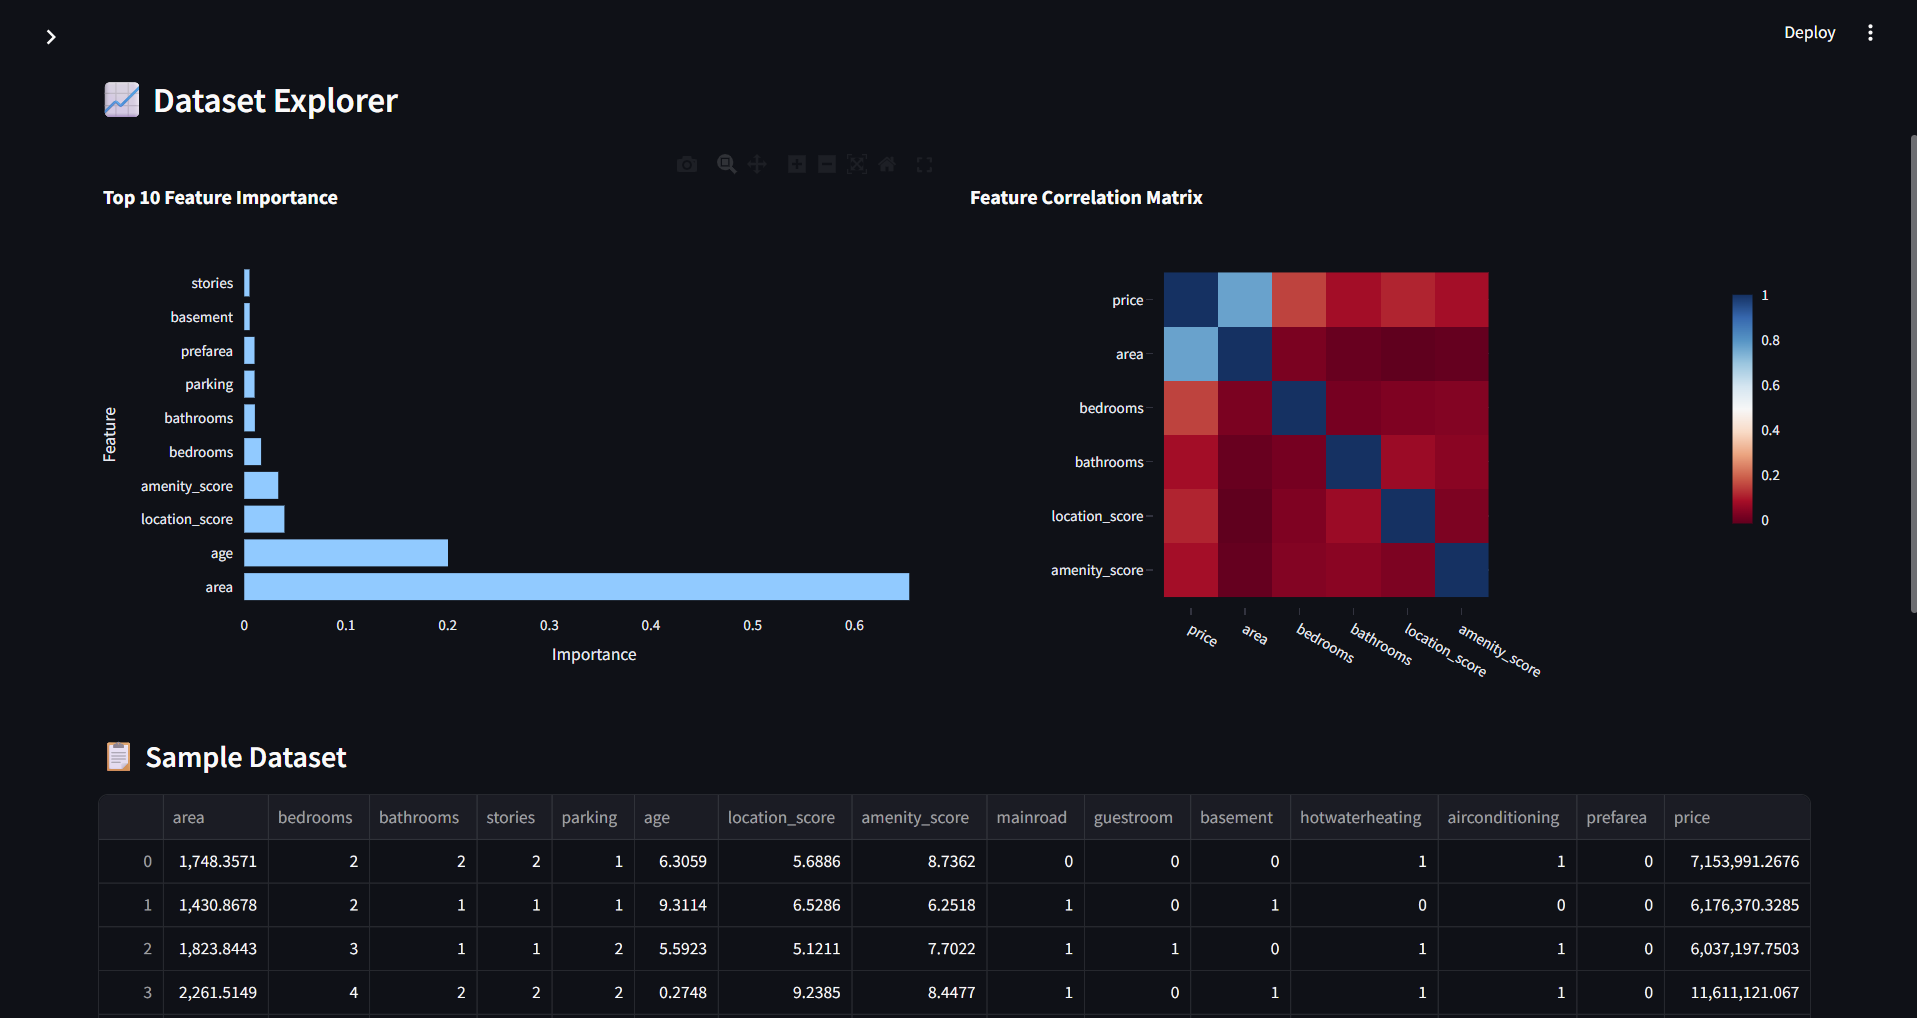 Deploy
Dataset Explorer
Top 10 Feature Importance
Feature
stories
basement
prefarea
parking
bathrooms
bedrooms
amenity_score
location_score
age
area
0 0.1 0.2 0.3 0.4 0.5 0.6
Importance
Feature Correlation Matrix
price
area
bedrooms
bathrooms
location_score
amenity_score
price area bedrooms bathrooms location_score amenity_score
1
0.8
0.6
0.4
0.2
0
Sample Dataset
area bedrooms bathrooms stories parking age location_score amenity_score mainroad guestroom basement hotwaterheating airconditioning prefarea price
0 1,748.3571 2 2 2 1 6.3059 5.6886 8.7362 0 0 0 1 1 0 7,153,991.2676
1 1,430.8678 2 1 1 1 9.3114 6.5286 6.2518 1 0 1 0 0 0 6,176,370.3285
2 1,823.8443 3 1 1 2 5.5923 5.1211 7.7022 1 1 0 1 1 0 6,037,197.7503
3 2,261.5149 4 2 2 2 0.2748 9.2385 8.4477 1 0 1 1 1 0 11,611,121.067